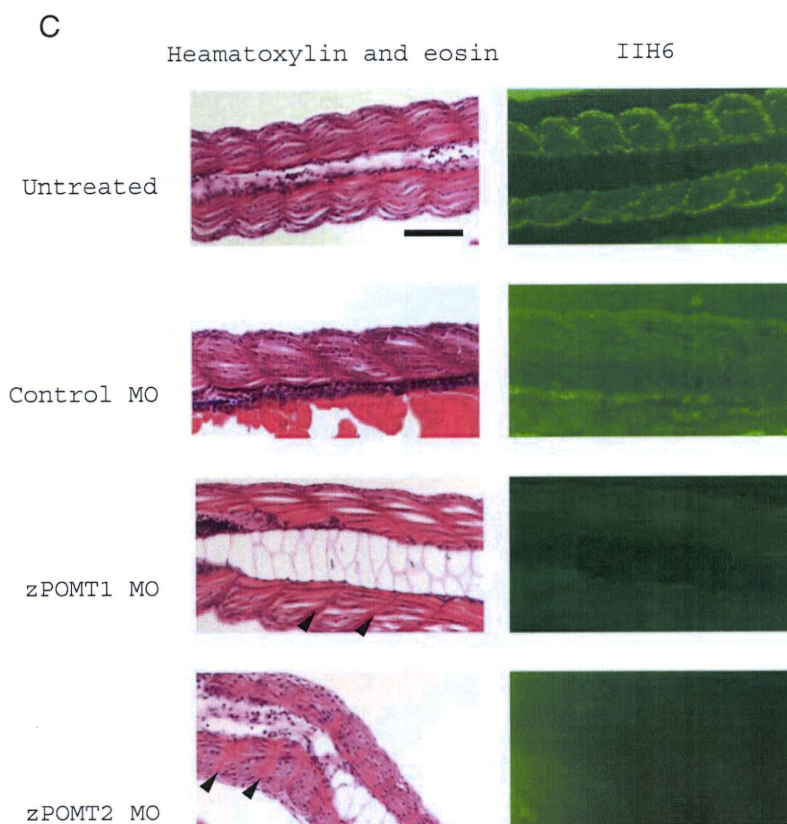 C
Heamatoxylin and eosin
IIH6
Untreated
Control MO
zPOMT1 MO
zPOMT2 MO